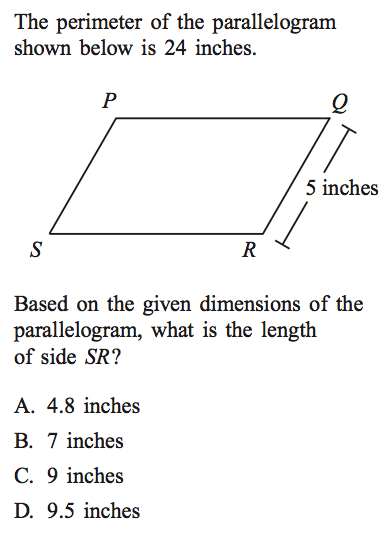 The perimeter of the parallelogram
shown below is 24 inches.
P
Q
5 inches
S
R
Based on the given dimensions of the
parallelogram, what is the length
of side SR?
A. 4.8 inches
B. 7 inches
C. 9 inches
D. 9.5 inches